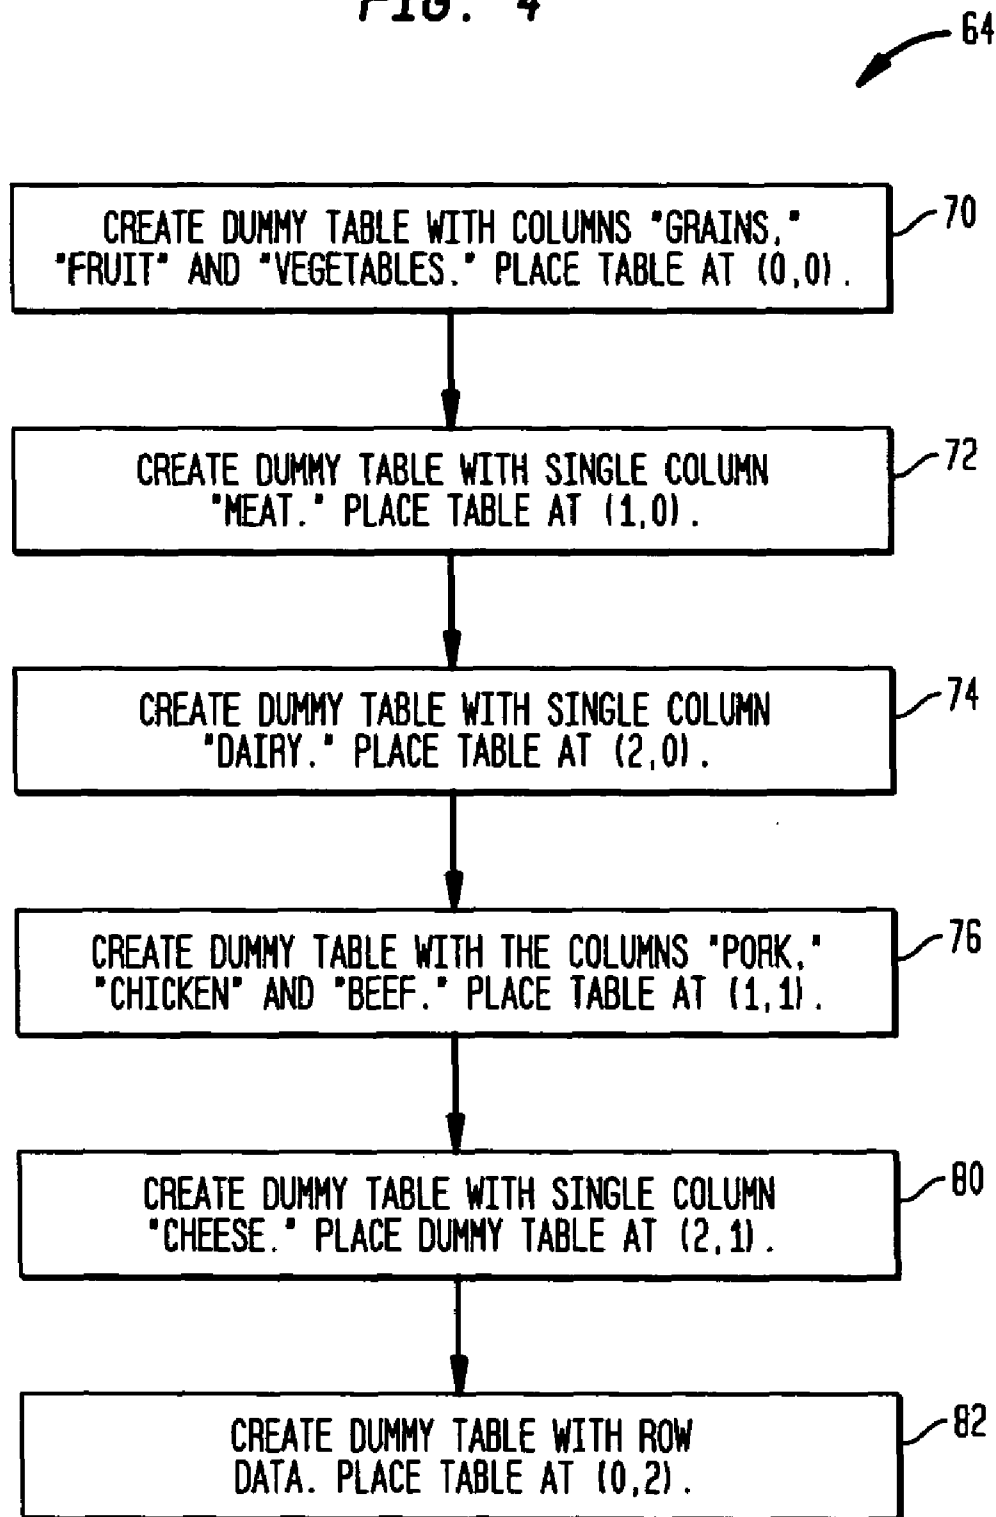 FIG. 4
64
CREATE DUMMY TABLE WITH COLUMNS "GRAINS,"
"FRUIT" AND "VEGETABLES." PLACE TABLE AT (0,0).
70
CREATE DUMMY TABLE WITH SINGLE COLUMN
"MEAT." PLACE TABLE AT (1,0).
72
CREATE DUMMY TABLE WITH SINGLE COLUMN
"DAIRY." PLACE TABLE AT (2,0).
74
CREATE DUMMY TABLE WITH THE COLUMNS "PORK,"
"CHICKEN" AND "BEEF." PLACE TABLE AT (1,1).
76
CREATE DUMMY TABLE WITH SINGLE COLUMN
"CHEESE." PLACE DUMMY TABLE AT (2,1).
80
CREATE DUMMY TABLE WITH ROW
DATA. PLACE TABLE AT (0,2).
82